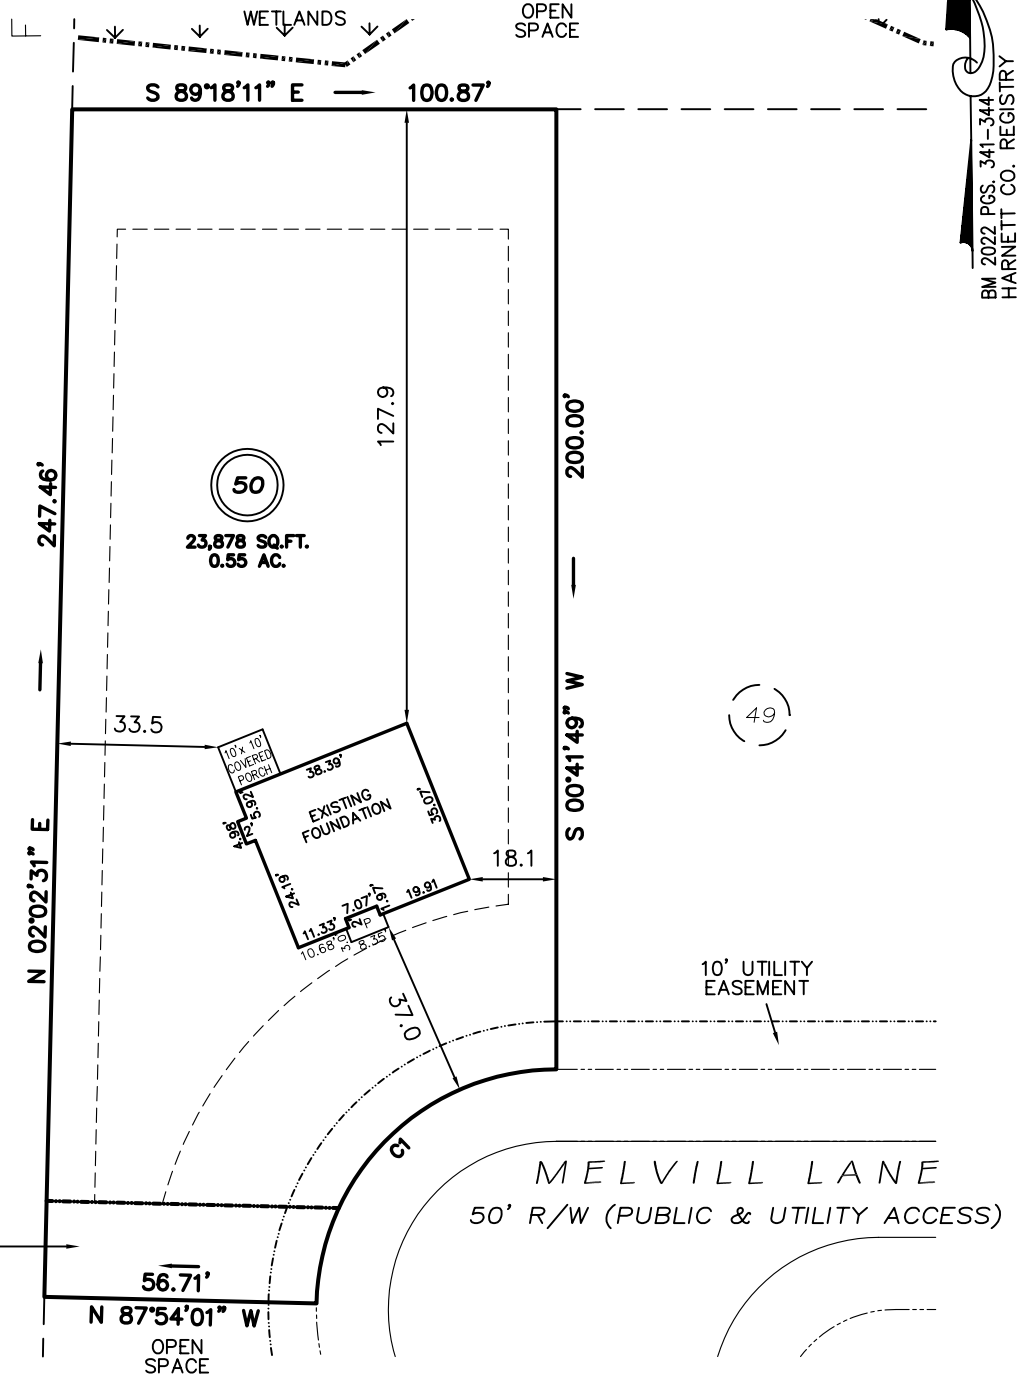 WETLANDS
OPEN
SPACE
S 89°18'11" E
100.87'
BM 2022 PGS. 341-344
HARNETT CO. REGISTRY
127.9
200.00'
247.46'
50
23,878 SQ.FT.
0.55 AC.
S 00°41'49" W
49
33.5
10'x 10'
COVERED
PORCH
38.39'
EXISTING
FOUNDATION
35.07'
5.92'
2'
4.98'
24.19'
18.1
N 02°02'31" E
7.07'
1.97'
19.91
11.33'
2'
P
10.68'
3.0'
8.35'
37.0
10' UTILITY
EASEMENT
C1
MELVILL LANE
50' R/W (PUBLIC & UTILITY ACCESS)
56.71'
N 87°54'01" W
OPEN
SPACE